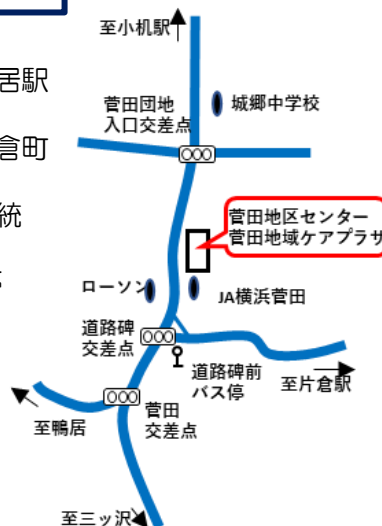 至小机駅
居駅
菅田団地
入口交差点
城郷中学校
倉町
統
菅田地区センター
菅田地域ケアプラザ
ローソン
JA横浜菅田
道路碑
交差点
道路碑前
バス停
至片倉駅
菅田
交差点
至鴨居
至三ッ沢